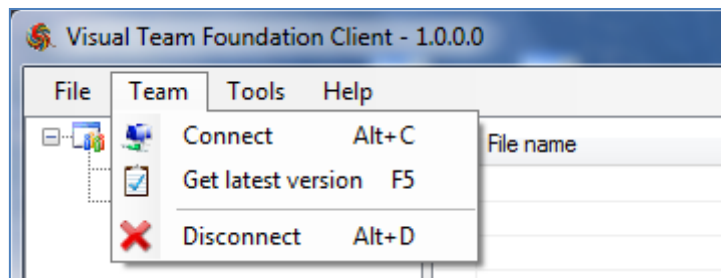 Visual Team Foundation Client - 1.0.0.0
File Team Tools Help
Connect Alt+C
File name
Get latest version F5
Disconnect Alt+D